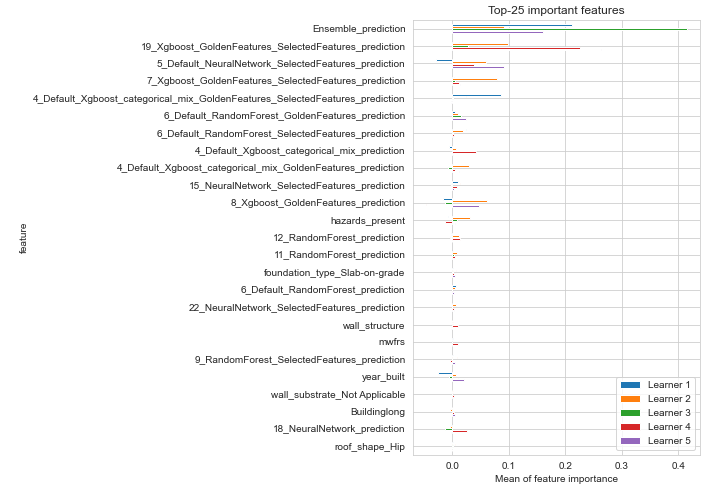 Top-25 important features
Ensemble_prediction
19_Xgboost_GoldenFeatures_SelectedFeatures_prediction
5_Default_NeuralNetwork_SelectedFeatures_prediction
7_Xgboost_GoldenFeatures_SelectedFeatures_prediction
4_Default_Xgboost_categorical_mix_GoldenFeatures_SelectedFeatures_prediction
6_Default_RandomForest_GoldenFeatures_prediction
6_Default_RandomForest_SelectedFeatures_prediction
4_Default_Xgboost_categorical_mix_prediction
4_Default_Xgboost_categorical_mix_GoldenFeatures_prediction
15_NeuralNetwork_SelectedFeatures_prediction
8_Xgboost_GoldenFeatures_prediction
hazards_present
12_RandomForest_prediction
11_RandomForest_prediction
foundation_type_Slab-on-grade
6_Default_RandomForest_prediction
22_NeuralNetwork_SelectedFeatures_prediction
wall_structure
mwfrs
9_RandomForest_SelectedFeatures_prediction
year_built
wall_substrate_Not Applicable
Buildinglong
18_NeuralNetwork_prediction
roof_shape_Hip
feature
Learner 1
Learner 2
Learner 3
Learner 4
Learner 5
0.0 0.1 0.2 0.3 0.4
Mean of feature importance